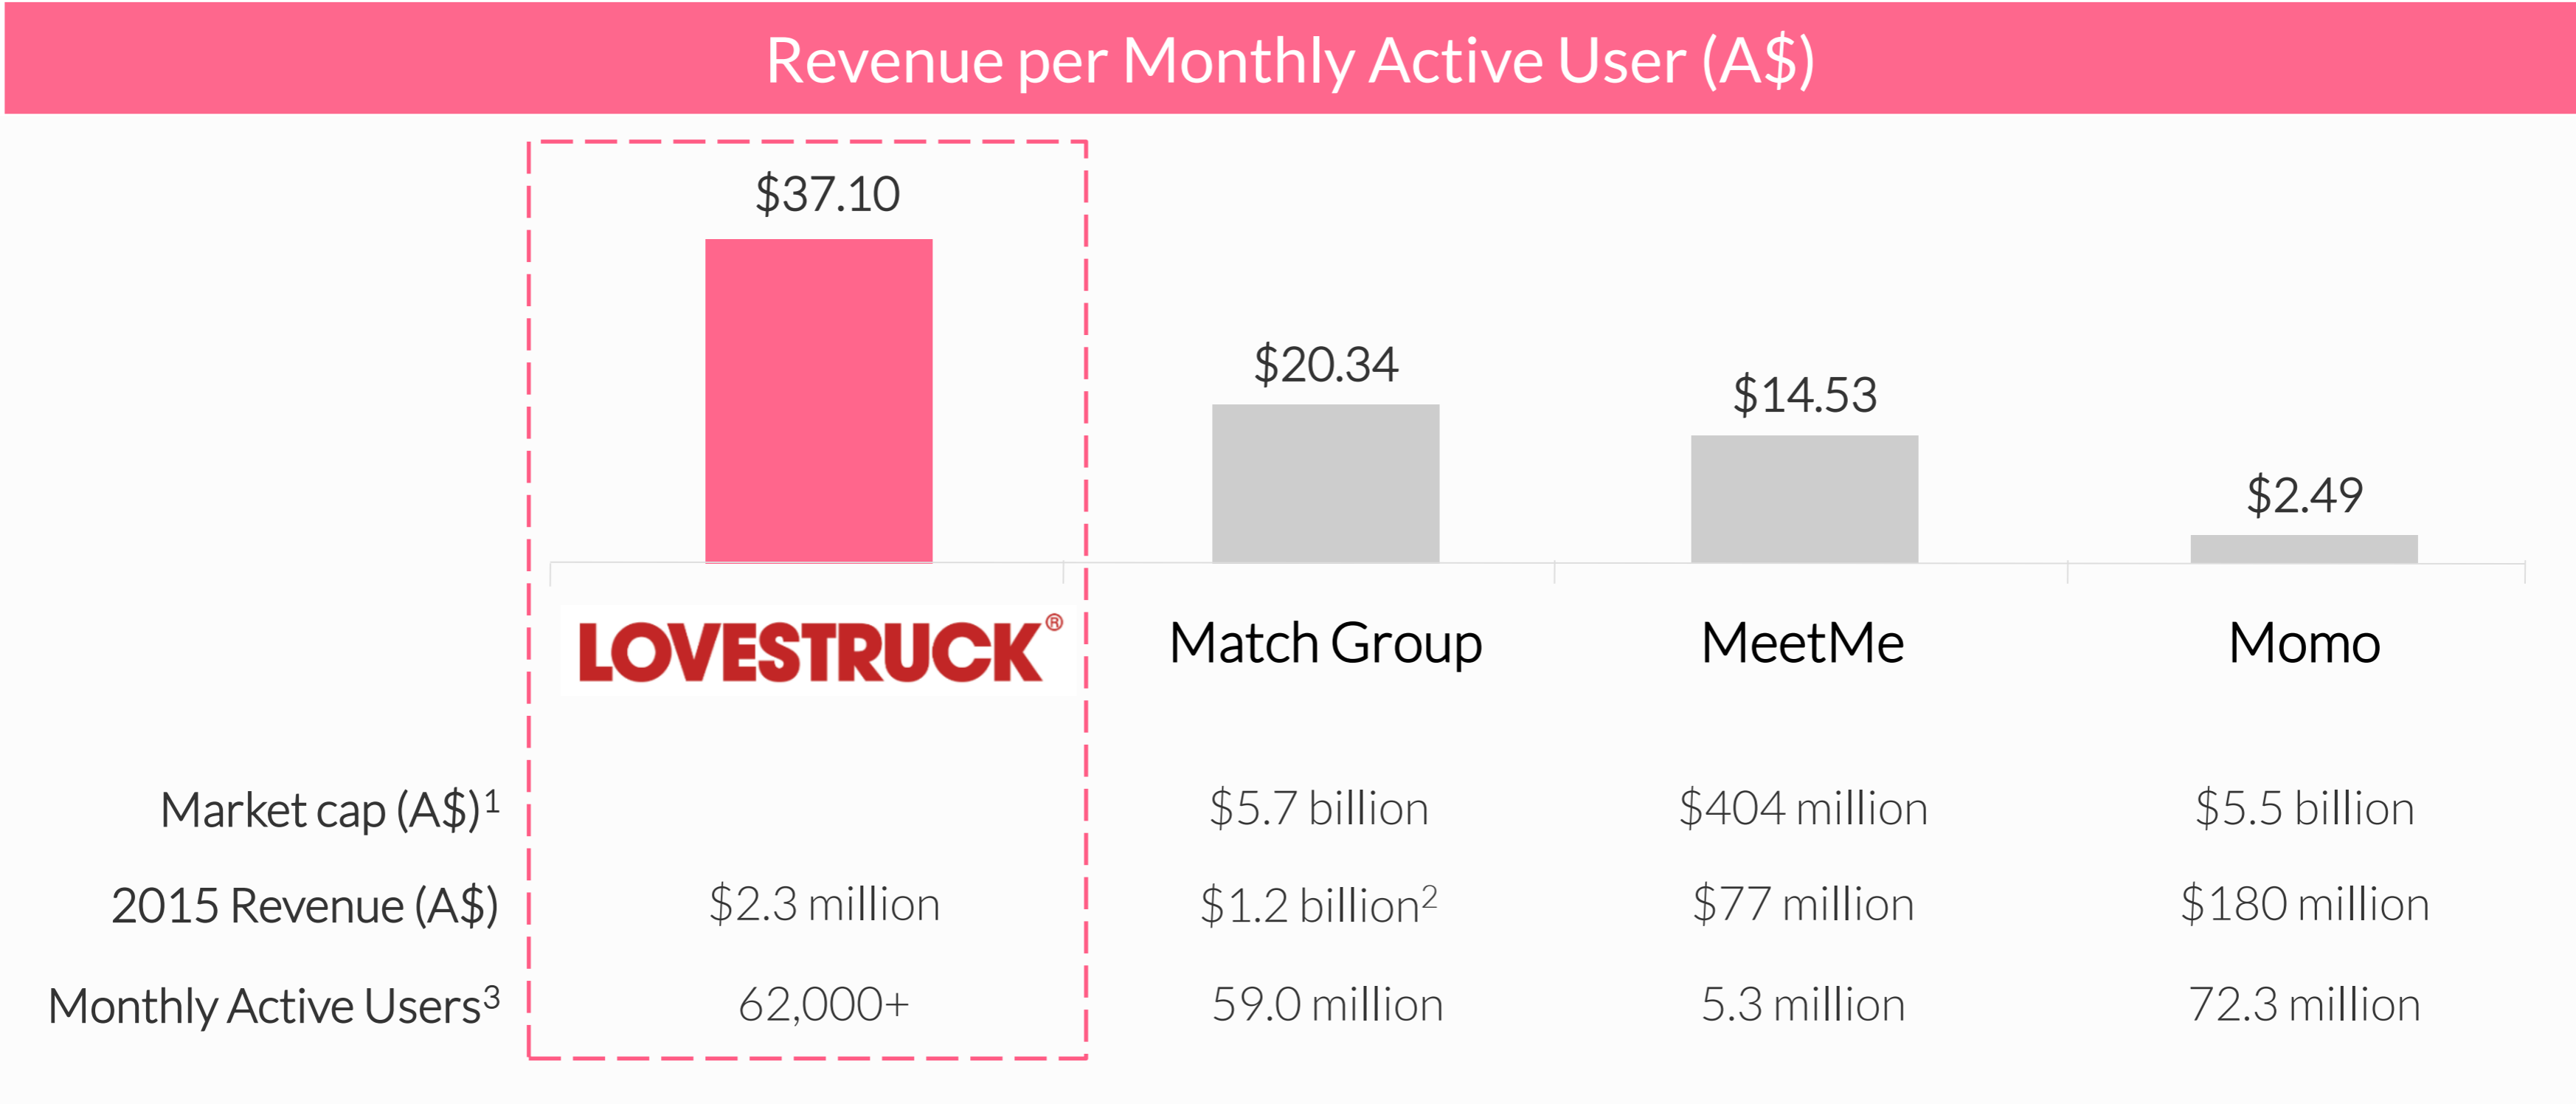 Revenue per Monthly Active User (A$)
$37.10
$20.34
$14.53
$2.49
LOVESTRUCK®
Match Group
MeetMe
Momo
Market cap (A$)¹ $5.7 billion $404 million $5.5 billion
2015 Revenue (A$) $2.3 million $1.2 billion² $77 million $180 million
Monthly Active Users³ 62,000+ 59.0 million 5.3 million 72.3 million